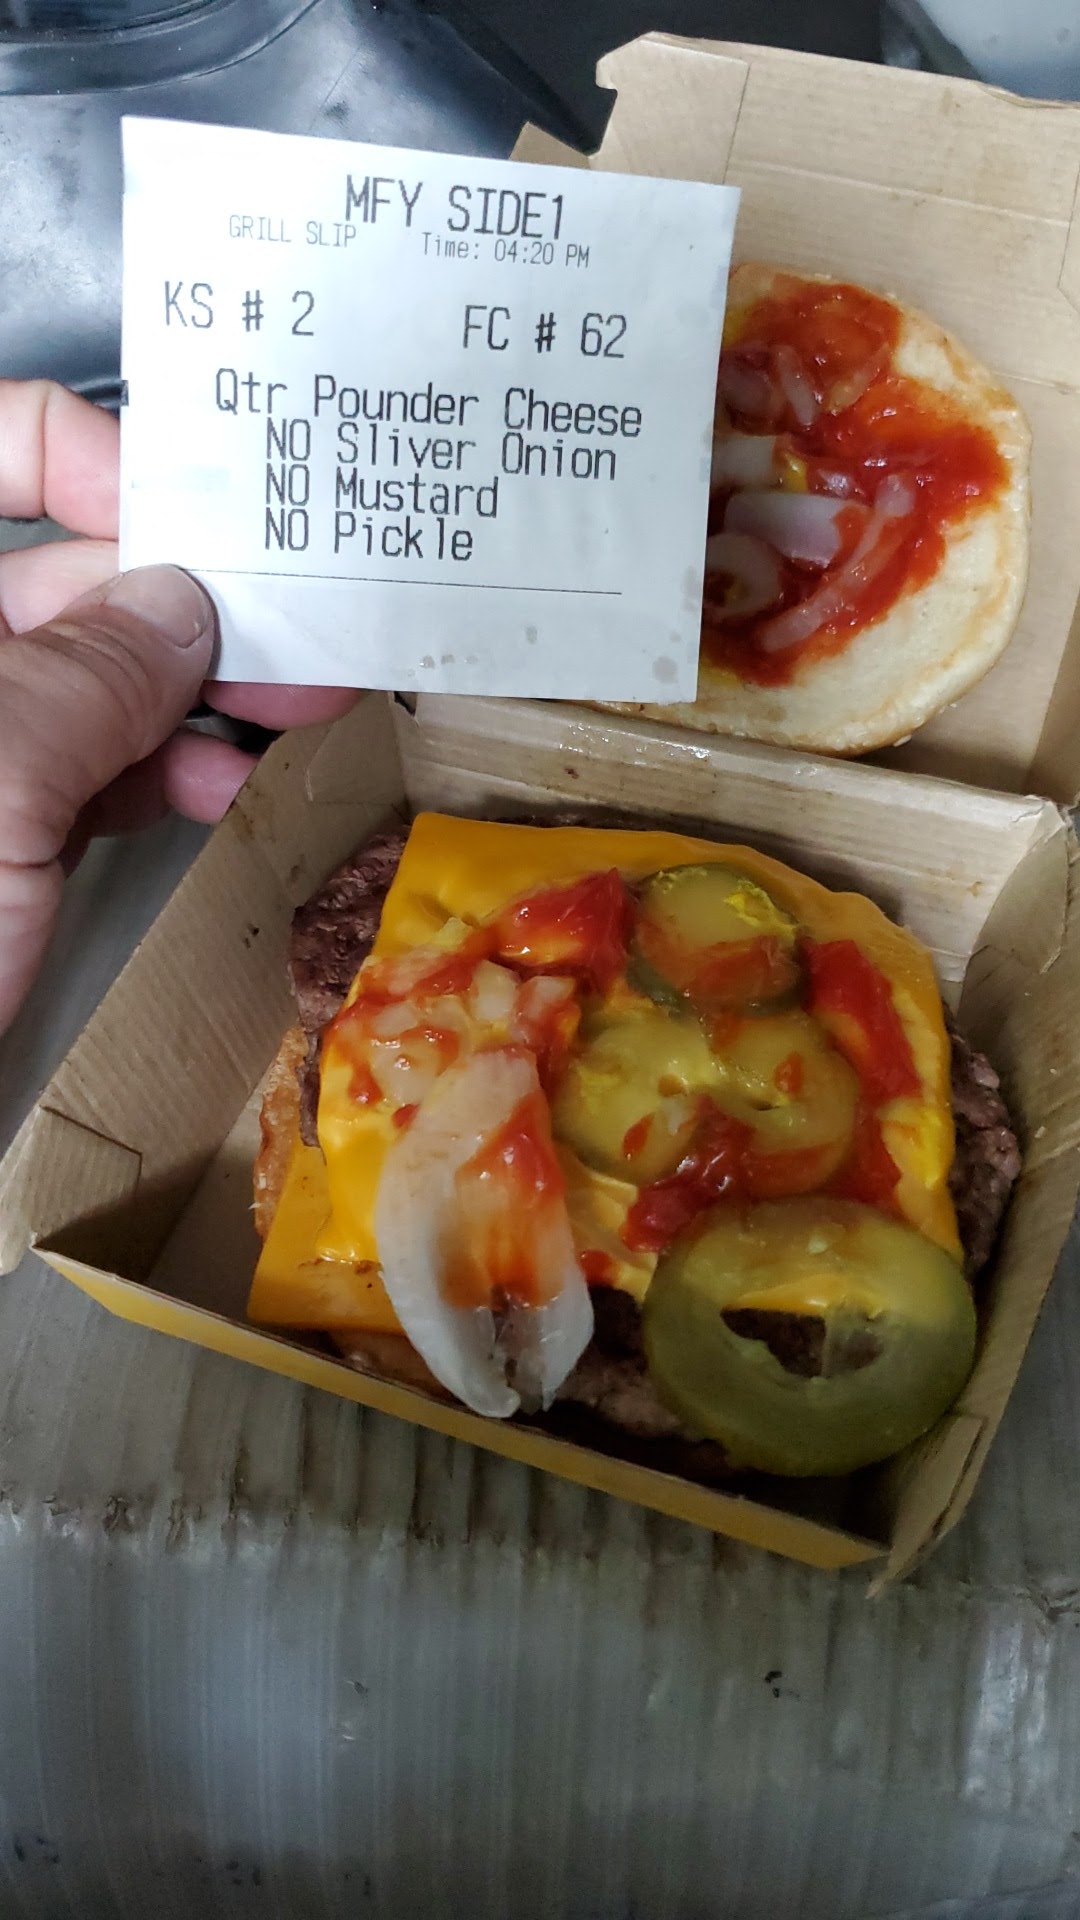 MFY SIDE1
GRILL SLIP Time: 04:20 PM
KS # 2 FC # 62
Qtr Pounder Cheese
NO Sliver Onion
NO Mustard
NO Pickle